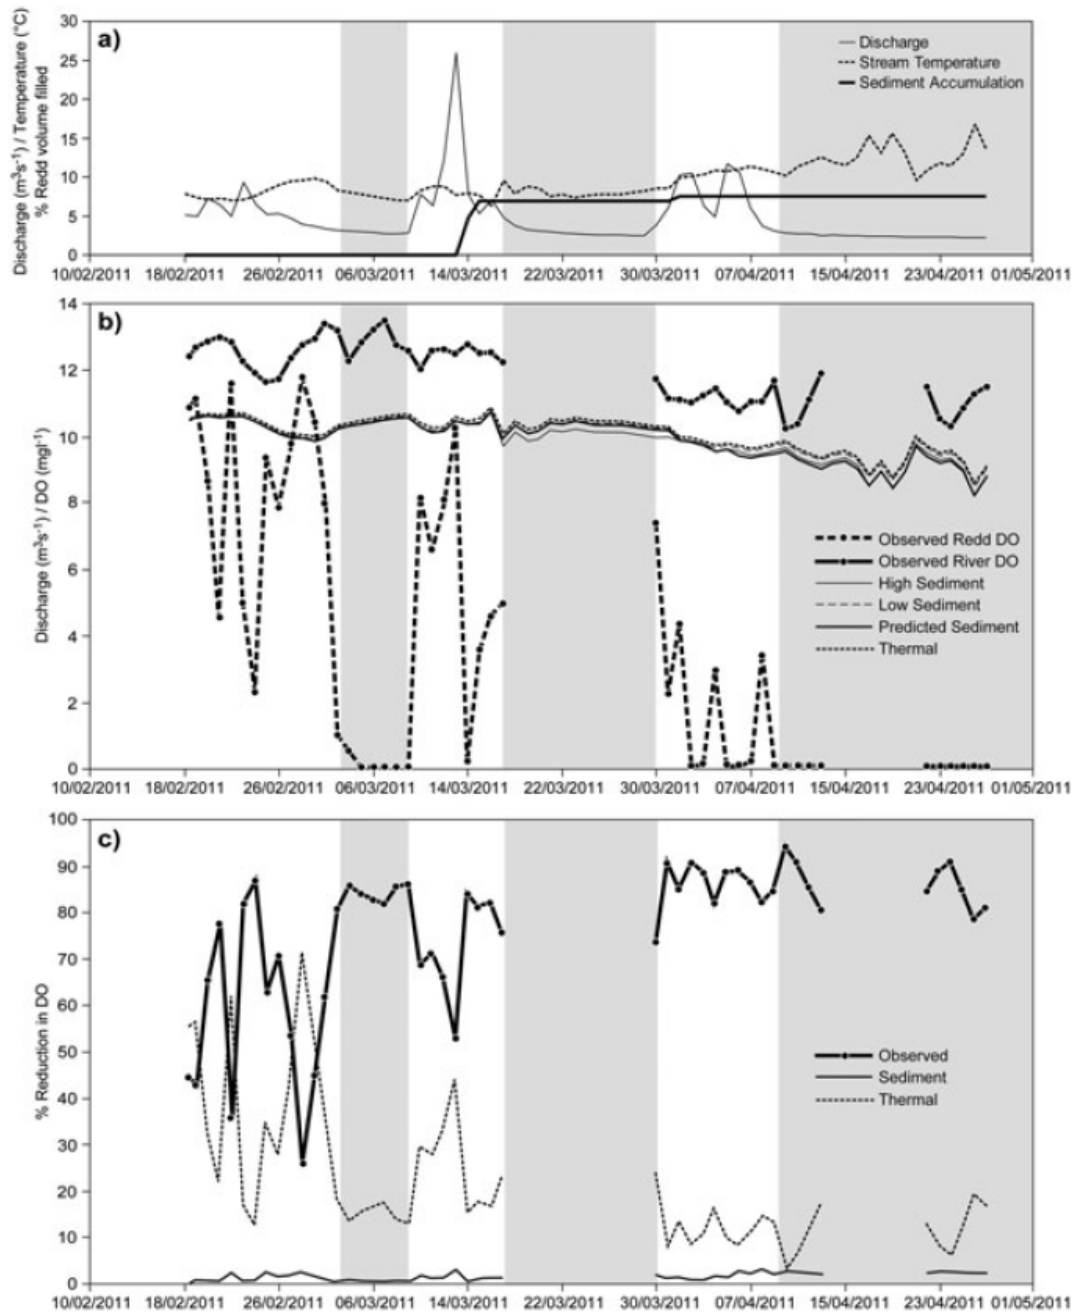 a)
Discharge (m³s⁻¹) / Temperature (°C)
% Redd volume filled
30
25
20
15
10
5
0
Discharge
Stream Temperature
Sediment Accumulation
10/02/2011 18/02/2011 26/02/2011 06/03/2011 14/03/2011 22/03/2011 30/03/2011 07/04/2011 15/04/2011 23/04/2011 01/05/2011
b)
Discharge (m³s⁻¹) / DO (mgl⁻¹)
14
12
10
8
6
4
2
0
Observed Redd DO
Observed River DO
High Sediment
Low Sediment
Predicted Sediment
Thermal
10/02/2011 18/02/2011 26/02/2011 06/03/2011 14/03/2011 22/03/2011 30/03/2011 07/04/2011 15/04/2011 23/04/2011 01/05/2011
c)
% Reduction in DO
100
90
80
70
60
50
40
30
20
10
0
Observed
Sediment
Thermal
10/02/2011 18/02/2011 26/02/2011 06/03/2011 14/03/2011 22/03/2011 30/03/2011 07/04/2011 15/04/2011 23/04/2011 01/05/2011